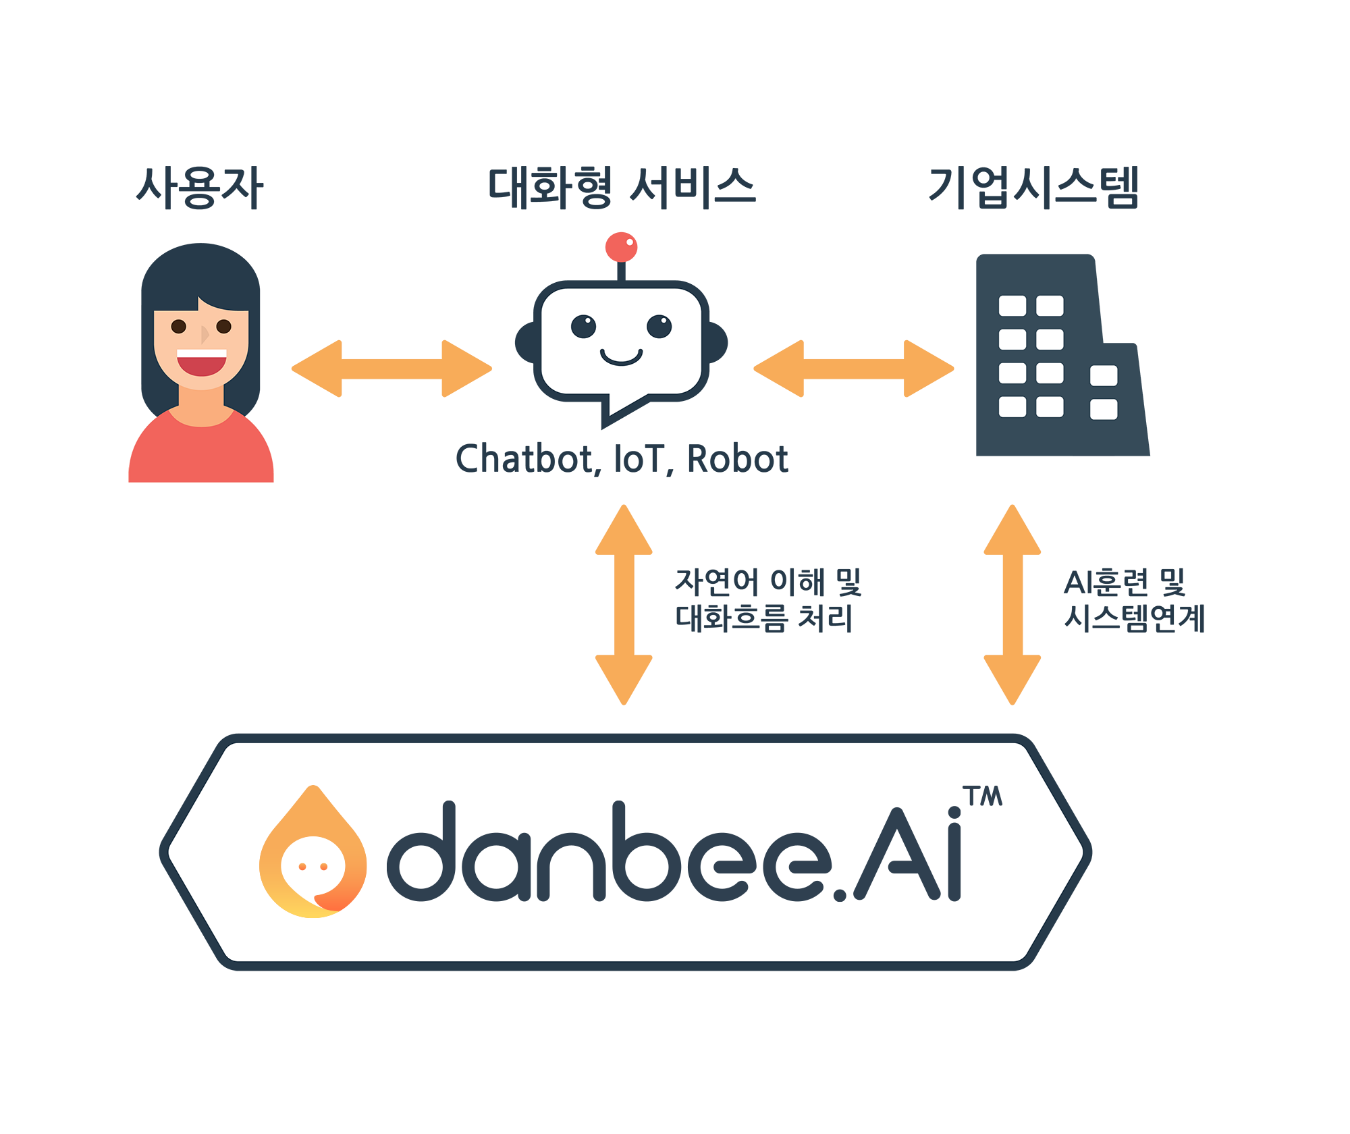 사용자
대화형 서비스
기업시스템
Chatbot, IoT, Robot
자연어 이해 및
대화흐름 처리
AI훈련 및
시스템연계
danbee.Ai™